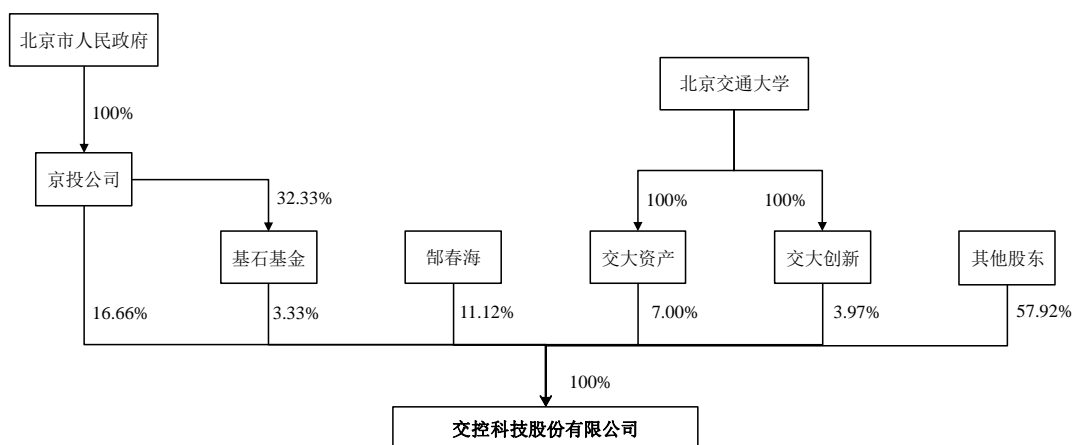 北京市人民政府
北京交通大学
100%
京投公司
32.33%
100%
100%
基石基金
郜春海
交大资产
交大创新
其他股东
16.66%
3.33%
11.12%
7.00%
3.97%
57.92%
100%
交控科技股份有限公司